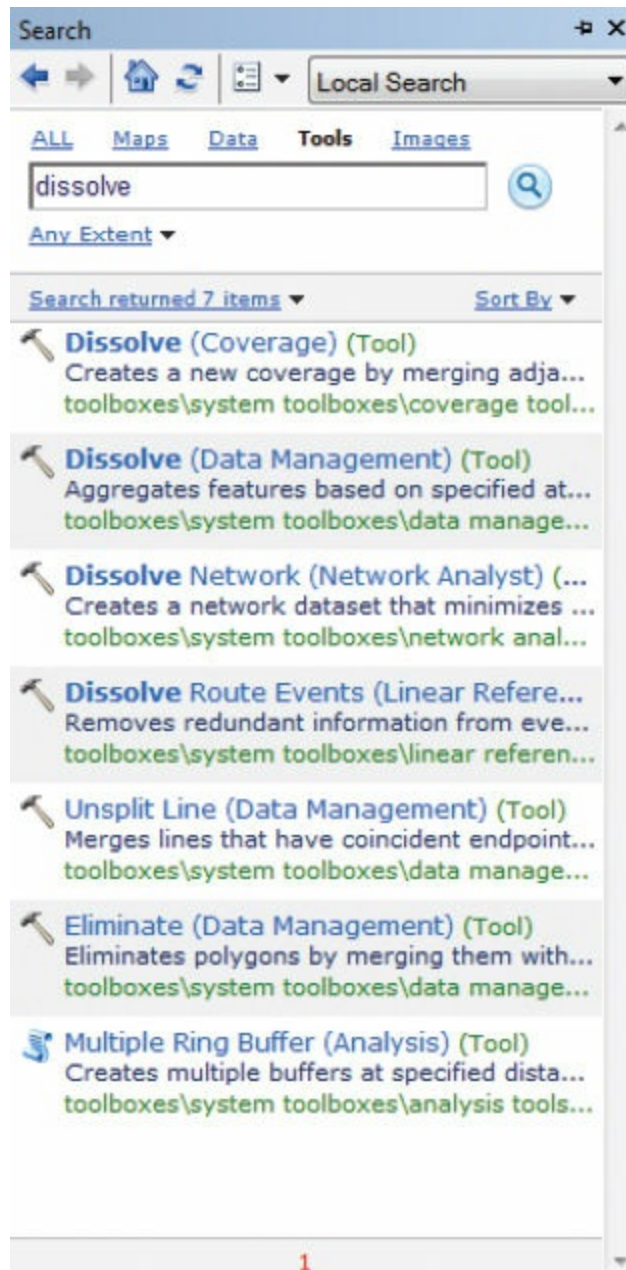 Search
Local Search
ALL Maps Data Tools Images
dissolve
Any Extent
Search returned 7 items Sort By
Dissolve (Coverage) (Tool)
Creates a new coverage by merging adja...
toolboxes\system toolboxes\coverage tool...
Dissolve (Data Management) (Tool)
Aggregates features based on specified at...
toolboxes\system toolboxes\data manage...
Dissolve Network (Network Analyst) (...
Creates a network dataset that minimizes ...
toolboxes\system toolboxes\network anal...
Dissolve Route Events (Linear Refere...
Removes redundant information from eve...
toolboxes\system toolboxes\linear referen...
Unsplit Line (Data Management) (Tool)
Merges lines that have coincident endpoint...
toolboxes\system toolboxes\data manage...
Eliminate (Data Management) (Tool)
Eliminates polygons by merging them with...
toolboxes\system toolboxes\data manage...
Multiple Ring Buffer (Analysis) (Tool)
Creates multiple buffers at specified dista...
toolboxes\system toolboxes\analysis tools...
1